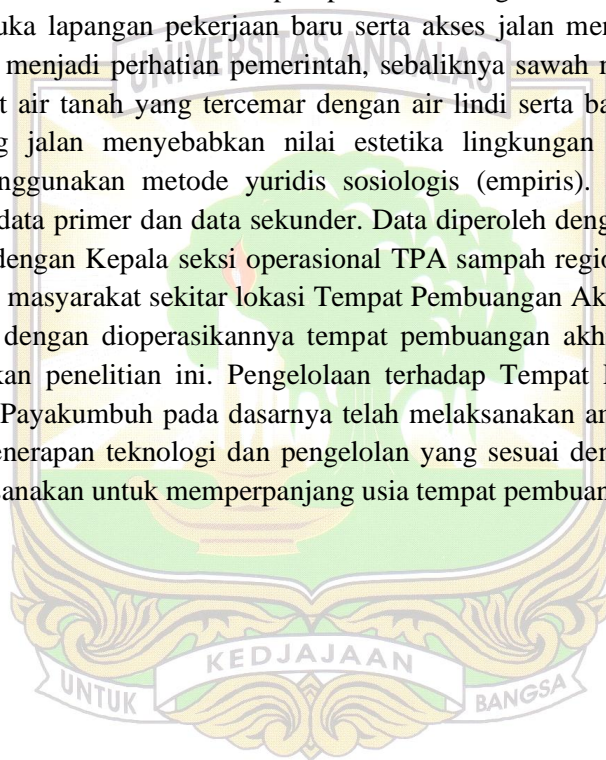 uka lapangan pekerjaan baru serta akses jalan mer
menjadi perhatian pemerintah, sebaliknya sawah
t air tanah yang tercemar dengan air lindi serta ba
g jalan menyebabkan nilai estetika lingkungan
nggunakan metode yuridis sosiologis (empiris).
data primer dan data sekunder. Data diperoleh deng
dengan Kepala seksi operasional TPA sampah regio
masyarakat sekitar lokasi Tempat Pembuangan Ak
dengan dioperasikannya tempat pembuangan akh
kan penelitian ini. Pengelolaan terhadap Tempat
Payakumbuh pada dasarnya telah melaksanakan am
enerapan teknologi dan pengelolan yang sesuai den
sanakan untuk memperpanjang usia tempat pembuan
UNIVERSITAS ANDALAS
KEDJAJAAN
UNTUK
BANGSA